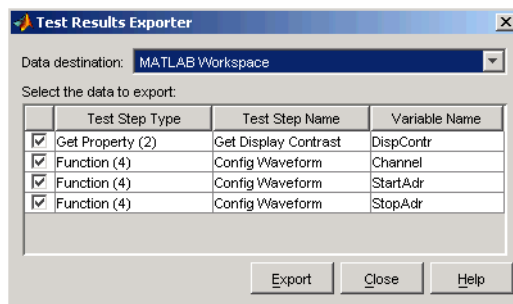 Test Results Exporter
Data destination: MATLAB Workspace
Select the data to export:
Test Step Type Test Step Name Variable Name
Get Property (2) Get Display Contrast DispContr
Function (4) Config Waveform Channel
Function (4) Config Waveform StartAdr
Function (4) Config Waveform StopAdr
Export Close Help